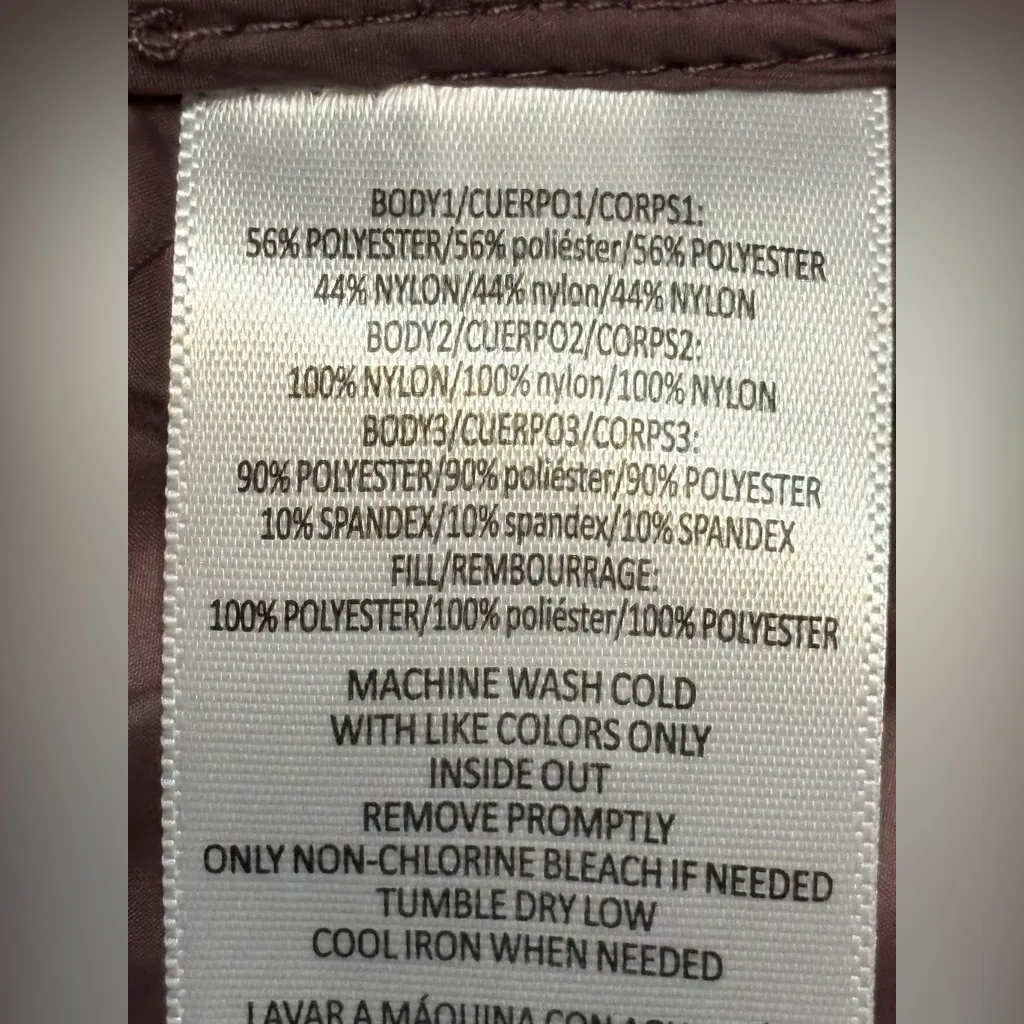 BODY1/CUERPO1/CORPS1:
56% POLYESTER/56% poliéster/56% POLYESTER
44% NYLON/44% nylon/44% NYLON
BODY2/CUERPO2/CORPS2:
100% NYLON/100% nylon/100% NYLON
BODY3/CUERPO3/CORPS3:
90% POLYESTER/90% poliéster/90% POLYESTER
10% SPANDEX/10% spandex/10% SPANDEX
FILL/REMBOURRAGE:
100% POLYESTER/100% poliéster/100% POLYESTER
MACHINE WASH COLD
WITH LIKE COLORS ONLY
INSIDE OUT
REMOVE PROMPTLY
ONLY NON-CHLORINE BLEACH IF NEEDED
TUMBLE DRY LOW
COOL IRON WHEN NEEDED
LAVAR A MÁQUINA CON